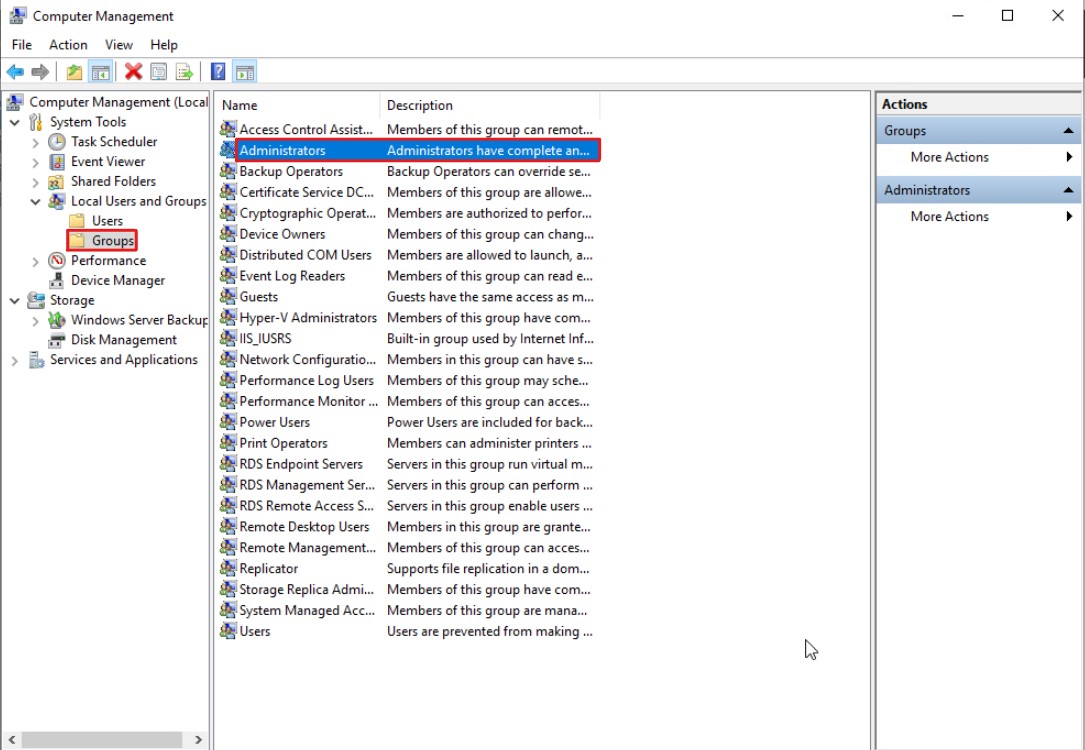 Computer Management
File Action View Help
Computer Management (Local
System Tools
Task Scheduler
Event Viewer
Shared Folders
Local Users and Groups
Users
Groups
Performance
Device Manager
Storage
Windows Server Backup
Disk Management
Services and Applications
Name Description
Access Control Assist... Members of this group can remot...
Administrators Administrators have complete an...
Backup Operators Backup Operators can override se...
Certificate Service DC... Members of this group are allowe...
Cryptographic Operat... Members are authorized to perfor...
Device Owners Members of this group can chang...
Distributed COM Users Members are allowed to launch, a...
Event Log Readers Members of this group can read e...
Guests Guests have the same access as m...
Hyper-V Administrators Members of this group have com...
IIS_IUSRS Built-in group used by Internet Inf...
Network Configuratio... Members in this group can have s...
Performance Log Users Members of this group may sche...
Performance Monitor ... Members of this group can acces...
Power Users Power Users are included for back...
Print Operators Members can administer printers ...
RDS Endpoint Servers Servers in this group run virtual m...
RDS Management Ser... Servers in this group can perform ...
RDS Remote Access S... Servers in this group enable users ...
Remote Desktop Users Members in this group are grante...
Remote Management... Members of this group can acces...
Replicator Supports file replication in a dom...
Storage Replica Admi... Members of this group have com...
System Managed Acc... Members of this group are mana...
Users Users are prevented from making ...
Actions
Groups
More Actions
Administrators
More Actions